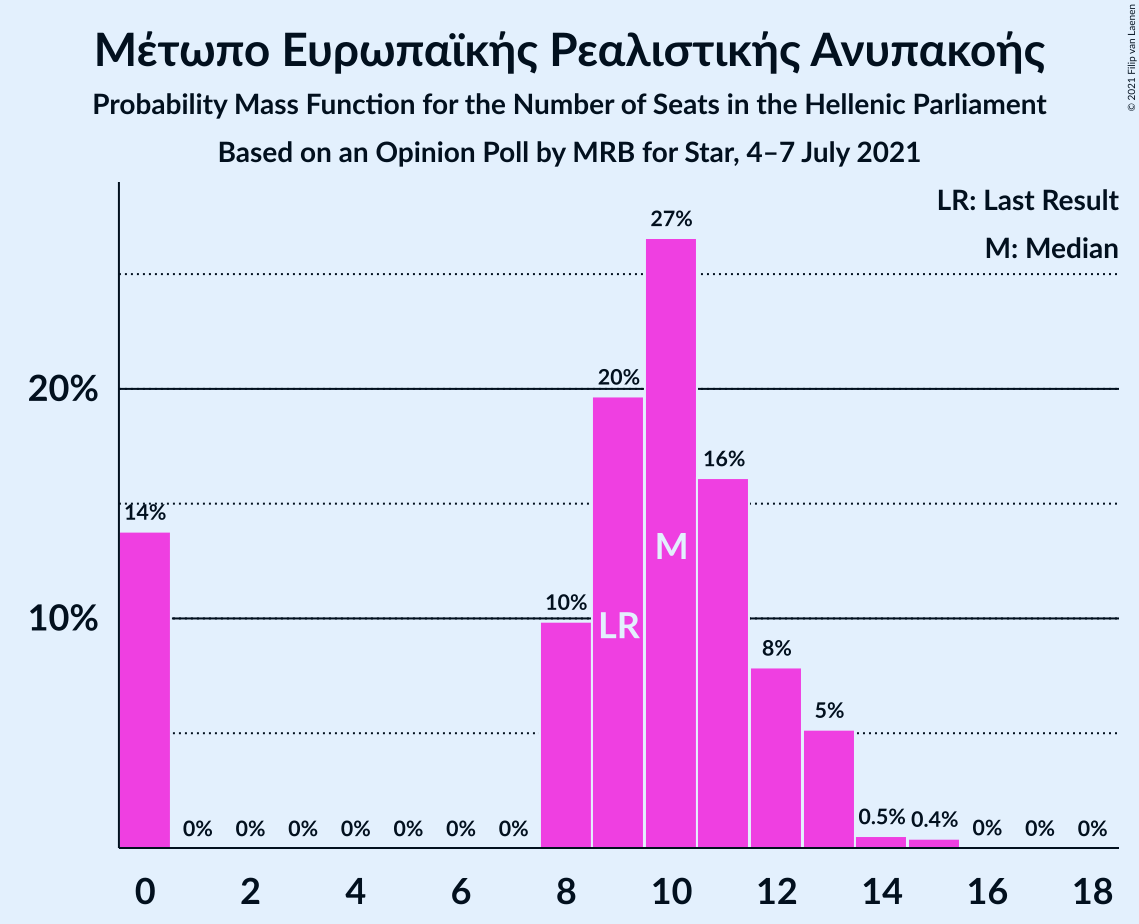 Μέτωπο Ευρωπαϊκής Ρεαλιστικής Ανυπακοής
Probability Mass Function for the Number of Seats in the Hellenic Parliament
Based on an Opinion Poll by MRB for Star, 4–7 July 2021
© 2021 Filip van Laenen
LR: Last Result
M: Median
20%
10%
14%
0%
0%
0%
0%
0%
0%
0%
10%
20%
27%
16%
8%
5%
0.5%
0.4%
0%
0%
0%
LR
M
0 2 4 6 8 10 12 14 16 18